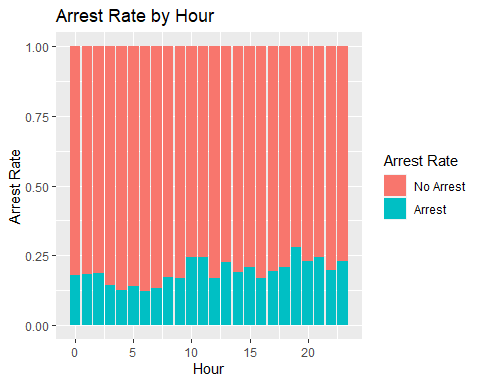 Arrest Rate by Hour
1.00
0.75
0.50
0.25
0.00
Arrest Rate
0 5 10 15 20
Hour
Arrest Rate
No Arrest
Arrest